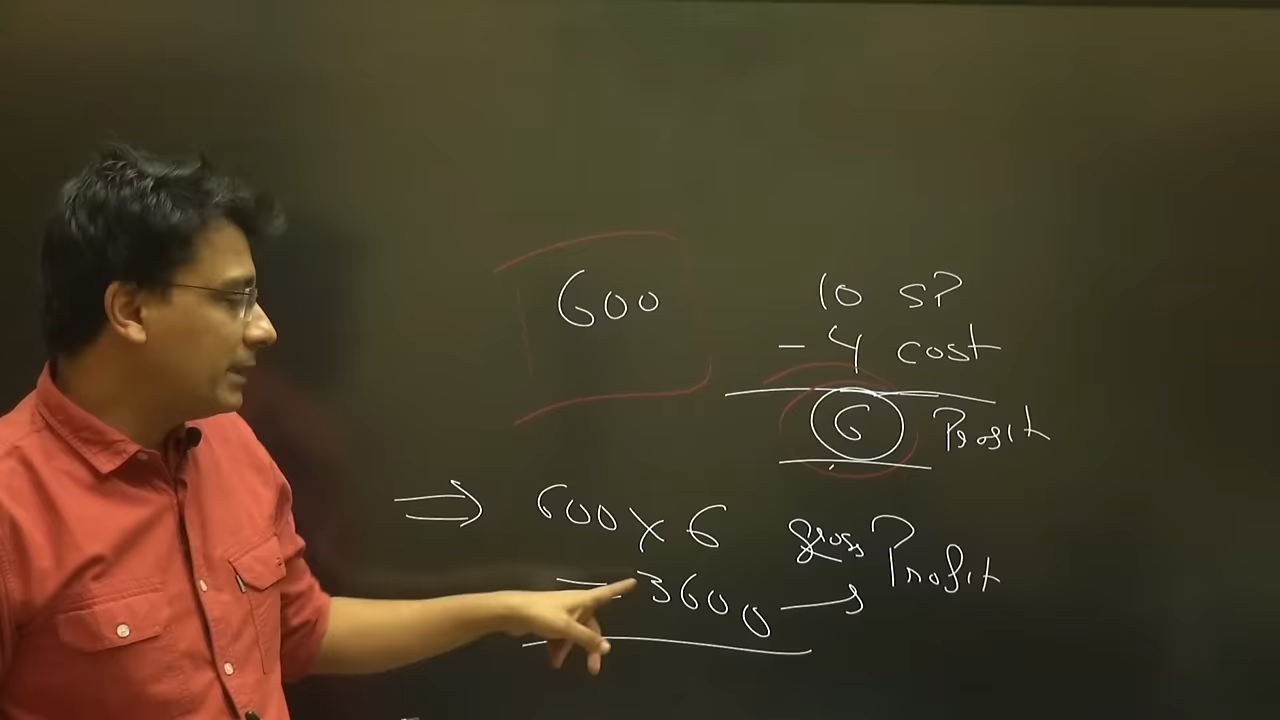 600
10 SP
- 4 cost
6 Profit
⇒ 600 x 6
gross Profit
= 3600 →